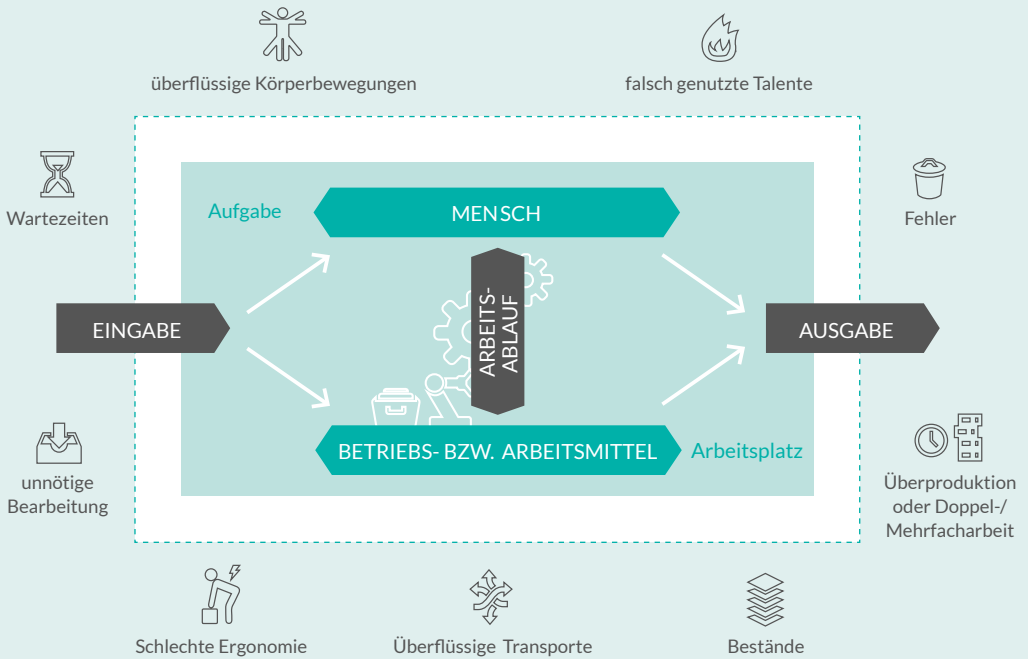 überflüssige Körperbewegungen
falsch genutzte Talente
Wartezeiten
Fehler
Aufgabe
MENSCH
EINGABE
ARBEITS-
ABLAUF
AUSGABE
BETRIEBS- BZW. ARBEITSMITTEL
Arbeitsplatz
unnötige
Bearbeitung
Überproduktion
oder Doppel-/
Mehrfacharbeit
Schlechte Ergonomie
Überflüssige Transporte
Bestände